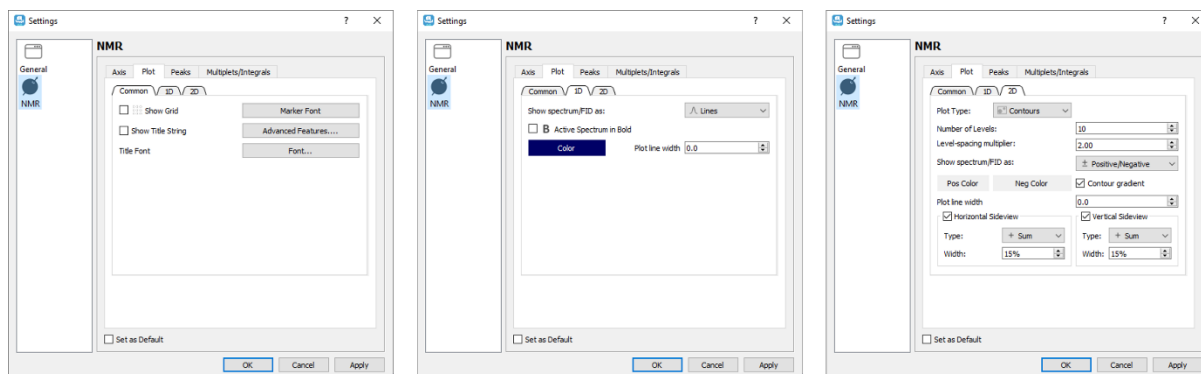 Settings ? ×
General
NMR
NMR
Axis Plot Peaks Multiplets/Integrals
Common 1D 2D
Show Grid Marker Font
Show Title String Advanced Features....
Title Font Font...
Set as Default
OK Cancel Apply
Settings ? ×
General
NMR
NMR
Axis Plot Peaks Multiplets/Integrals
Common 1D 2D
Show spectrum/FID as: Lines
B Active Spectrum in Bold
Color Plot line width 0.0
Set as Default
OK Cancel Apply
Settings ? ×
General
NMR
NMR
Axis Plot Peaks Multiplets/Integrals
Common 1D 2D
Plot Type: Contours
Number of Levels: 10
Level-spacing multiplier: 2.00
Show spectrum/FID as: ± Positive/Negative
Pos Color Neg Color Contour gradient
Plot line width 0.0
Horizontal Sideview Vertical Sideview
Type: + Sum Type: + Sum
Width: 15% Width: 15%
Set as Default
OK Cancel Apply